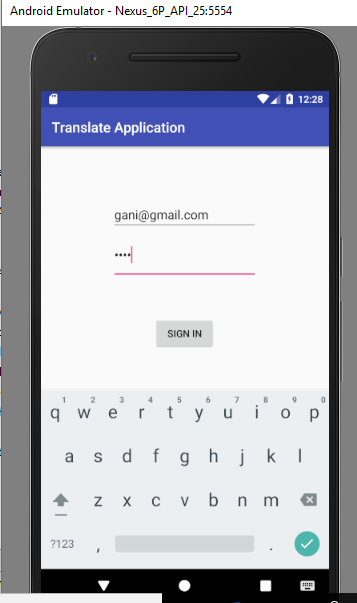 Android Emulator - Nexus_6P_API_25:5554
12:28
Translate Application
gani@gmail.com
••••
SIGN IN
1 2 3 4 5 6 7 8 9 0
q w e r t y u i o p
a s d f g h j k l
z x c v b n m
?123 , .